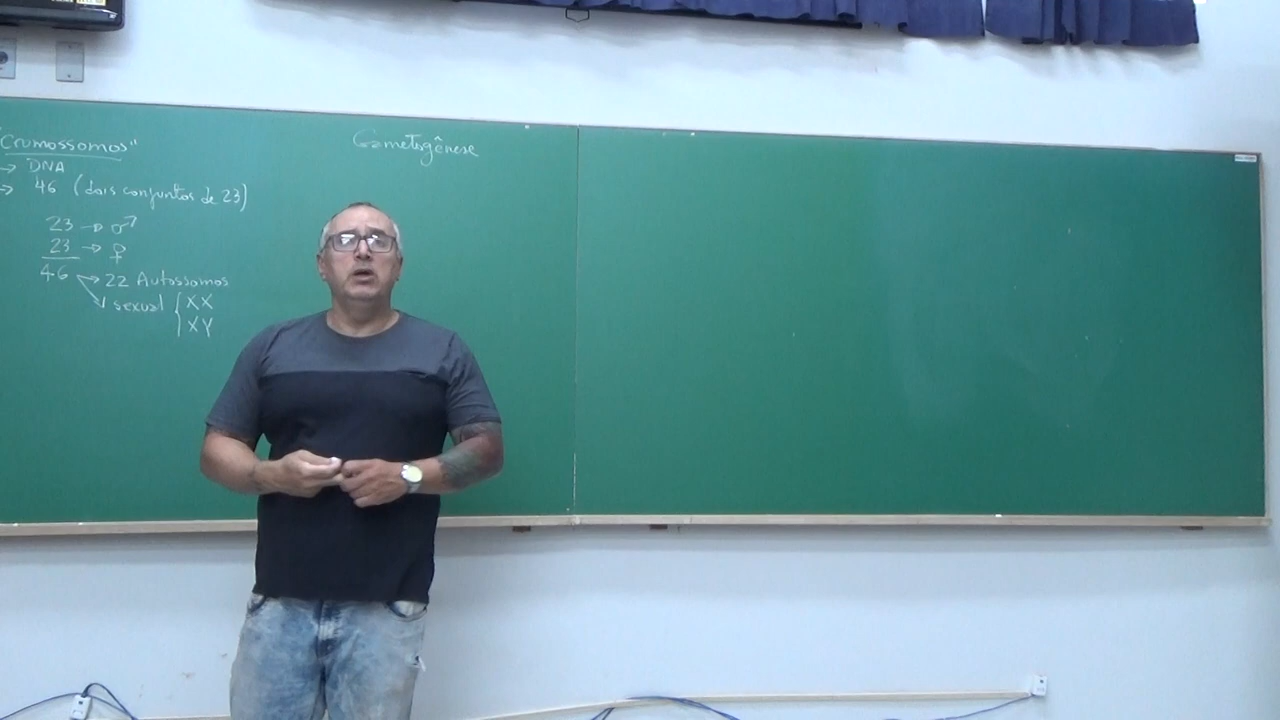 "Cromossomos"
→ DNA
→ 46 (dois conjuntos de 23)
23 → ♂
23 → ♀
46 → 22 Autossomos
1 sexual { XX
XY
Gametogênese